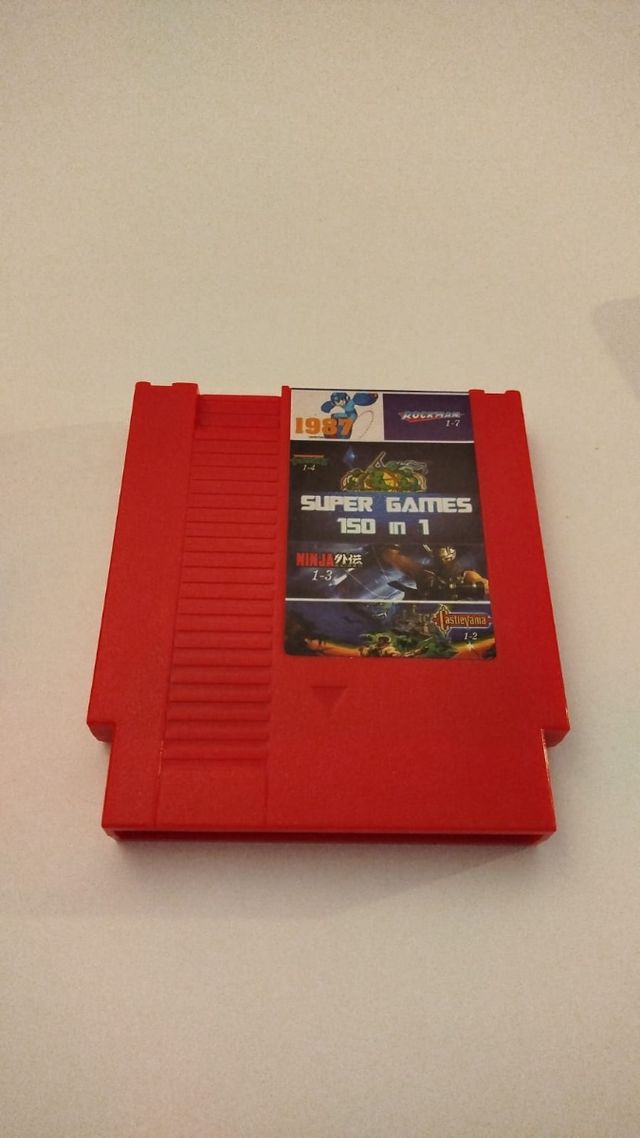 1987
ROCKMAN
1-7
1-4
SUPER GAMES
150 in 1
NINJA外伝
1-3
Castlevania
1-2